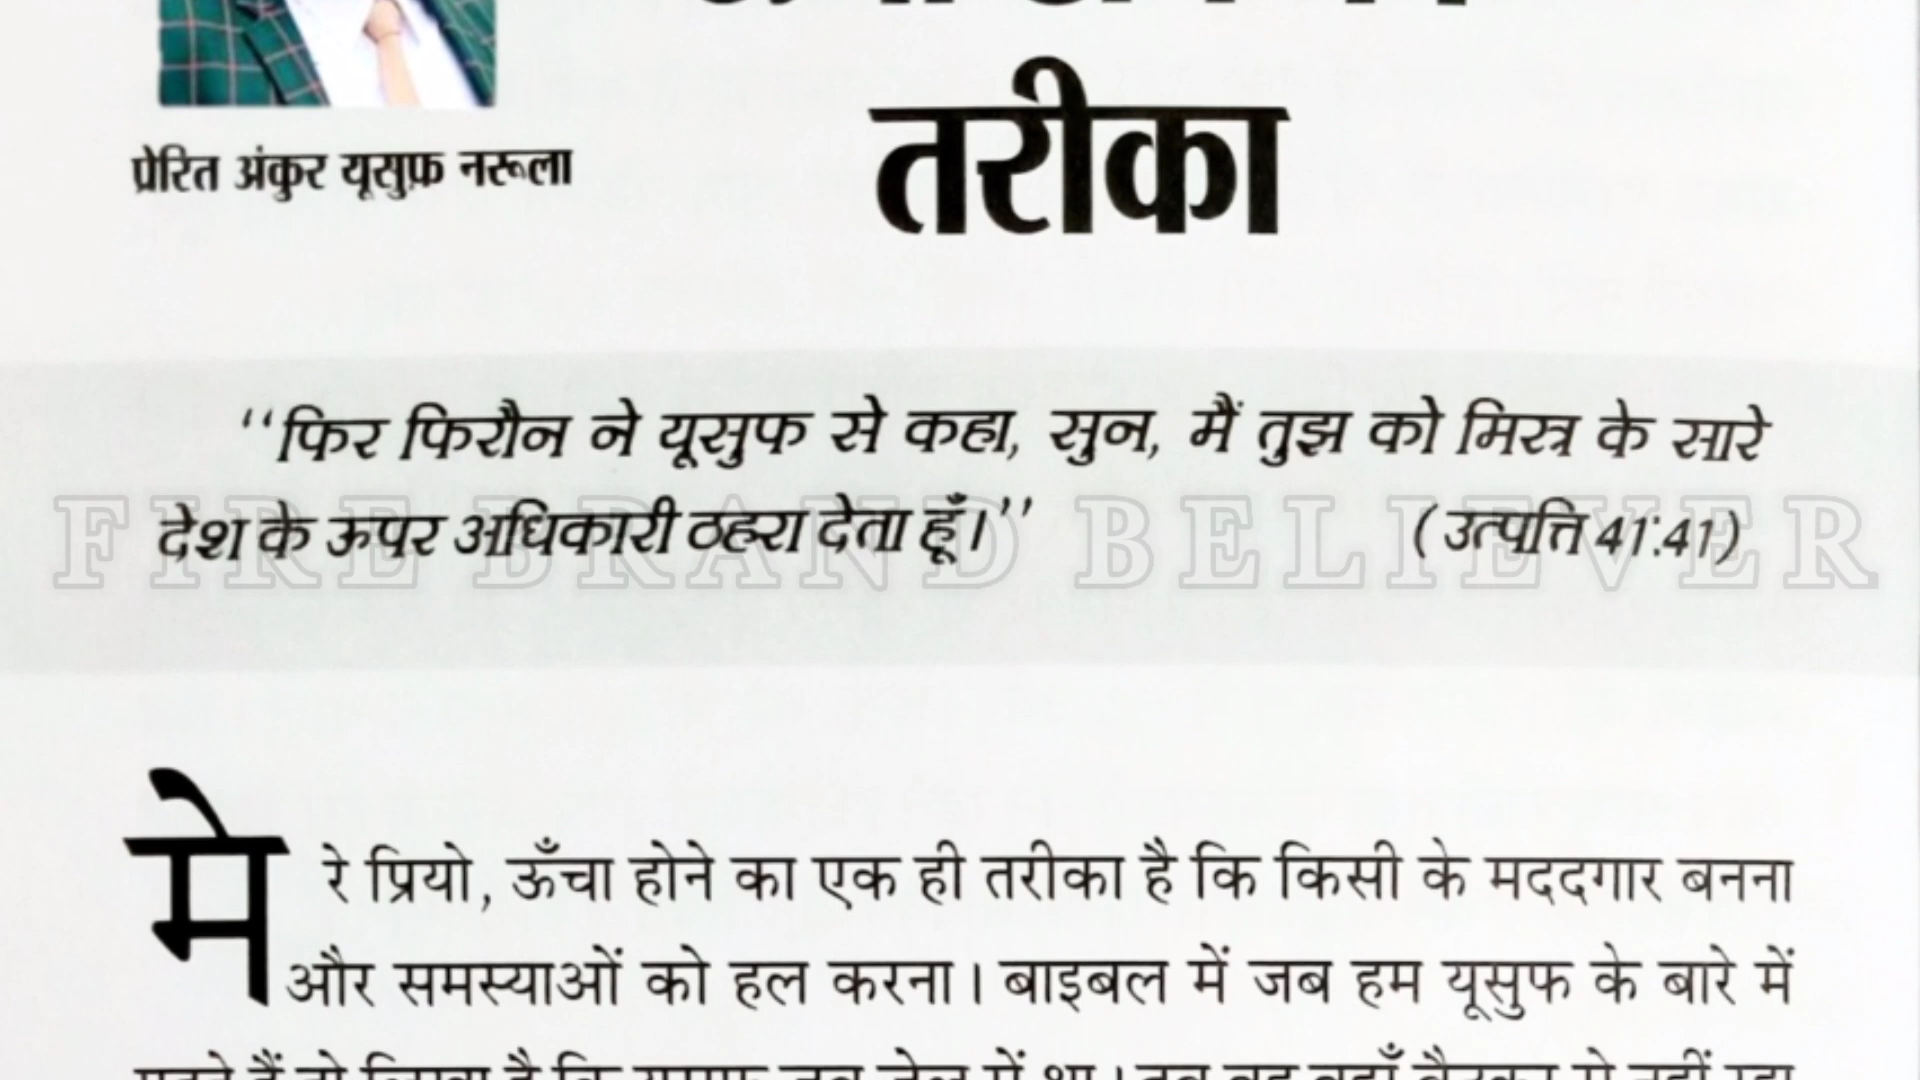 तरीका
प्रेरित अंकुर यूसुफ़ नरूला
‘‘फिर फिरौन ने यूसुफ से कहा, सुन, मैं तुझ को मिस्त्र के सारे
देश के ऊपर अधिकारी ठहरा देता हूँ।’’ (उत्पत्ति 41:41)
FIRE BRAND BELIEVER
मेरे प्रियो, ऊँचा होने का एक ही तरीका है कि किसी के मददगार बनना
और समस्याओं को हल करना। बाइबल में जब हम यूसुफ के बारे में